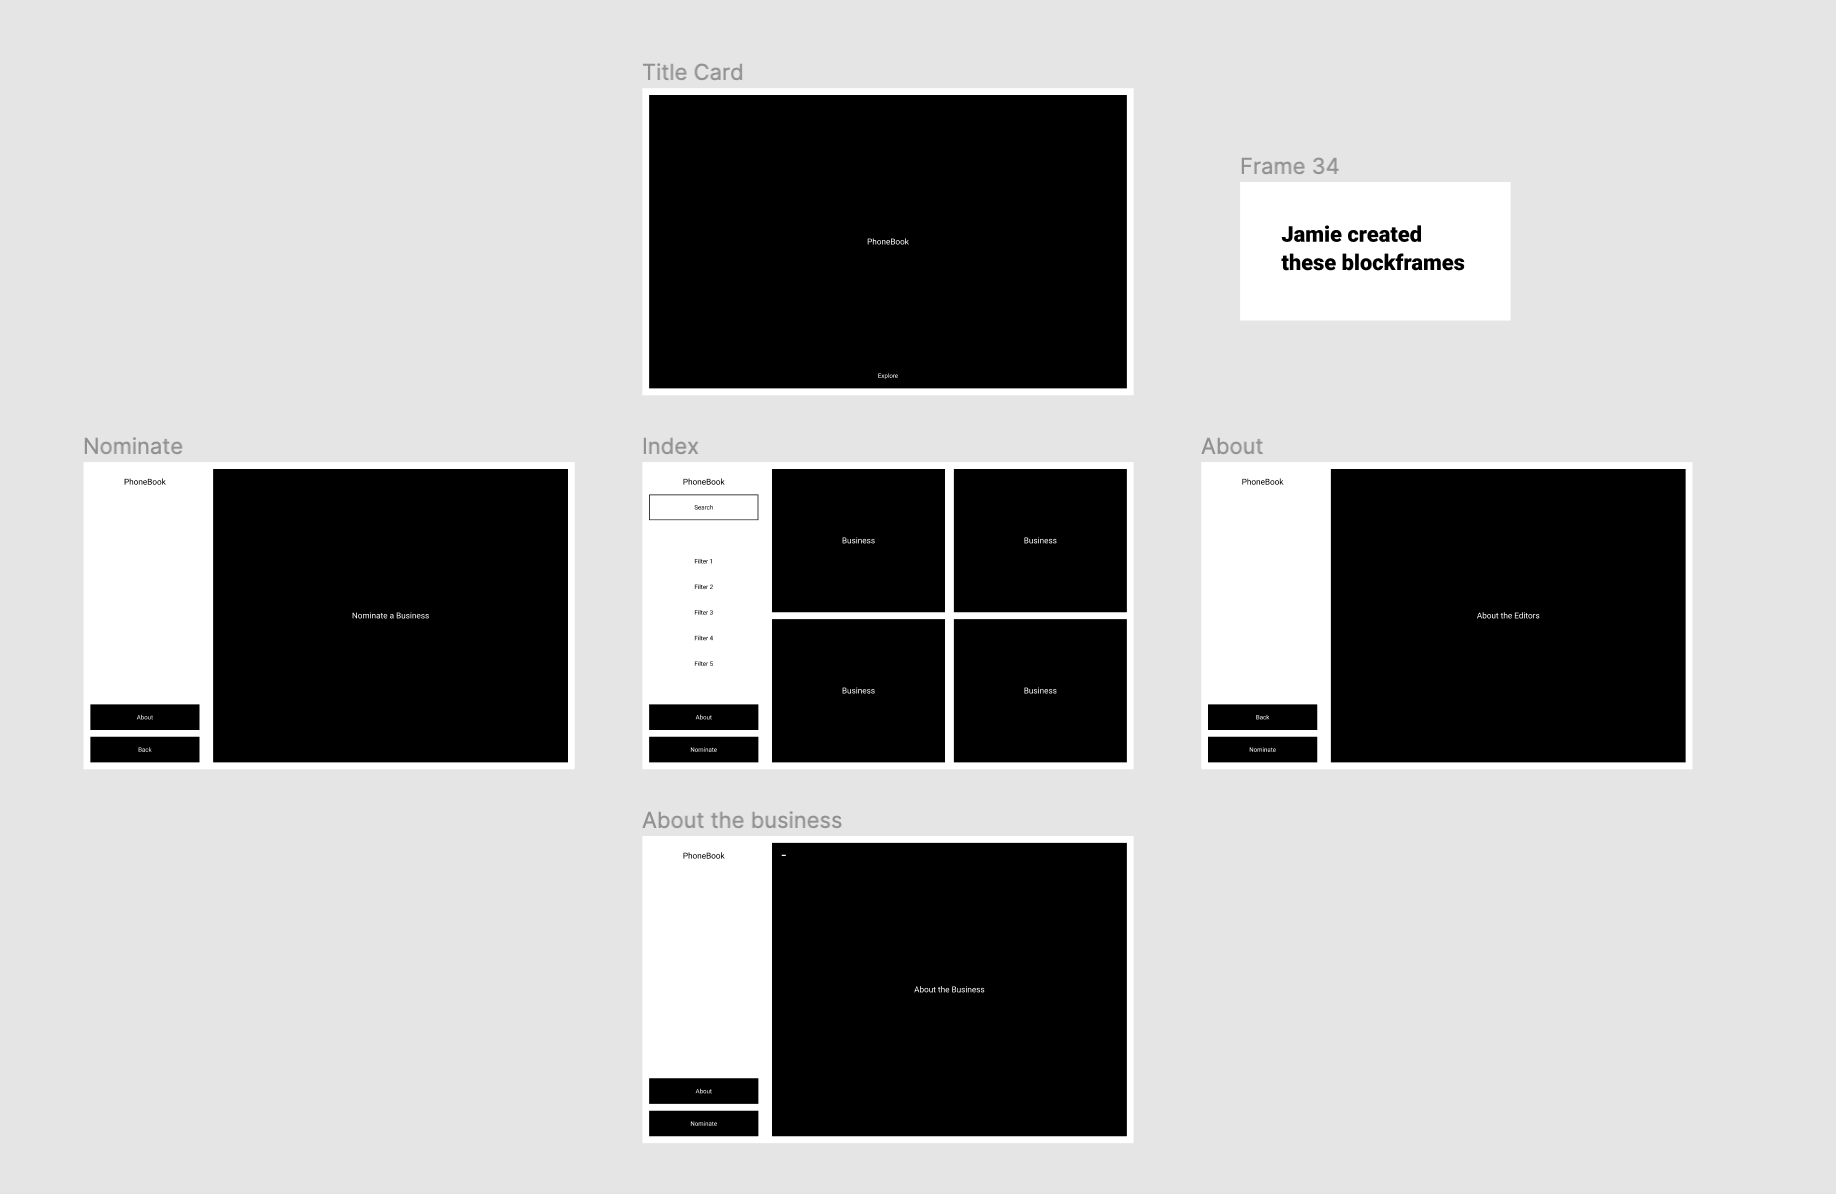 Title Card
PhoneBook
Explore
Frame 34
Jamie created
these blockframes
Nominate
PhoneBook
Nominate a Business
About
Back
Index
PhoneBook
Search
Filter 1
Filter 2
Filter 3
Filter 4
Filter 5
About
Nominate
Business
Business
Business
Business
About
PhoneBook
About the Editors
Back
Nominate
About the business
PhoneBook
About the Business
About
Nominate